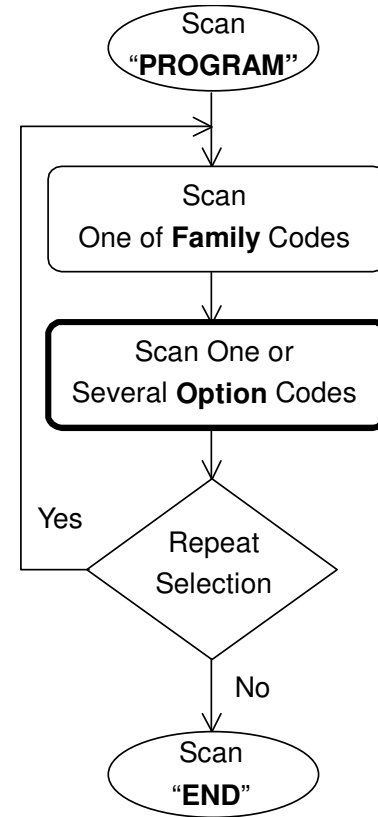 Scan
“PROGRAM”
Scan
One of Family Codes
Scan One or
Several Option Codes
Yes
Repeat
Selection
No
Scan
“END”